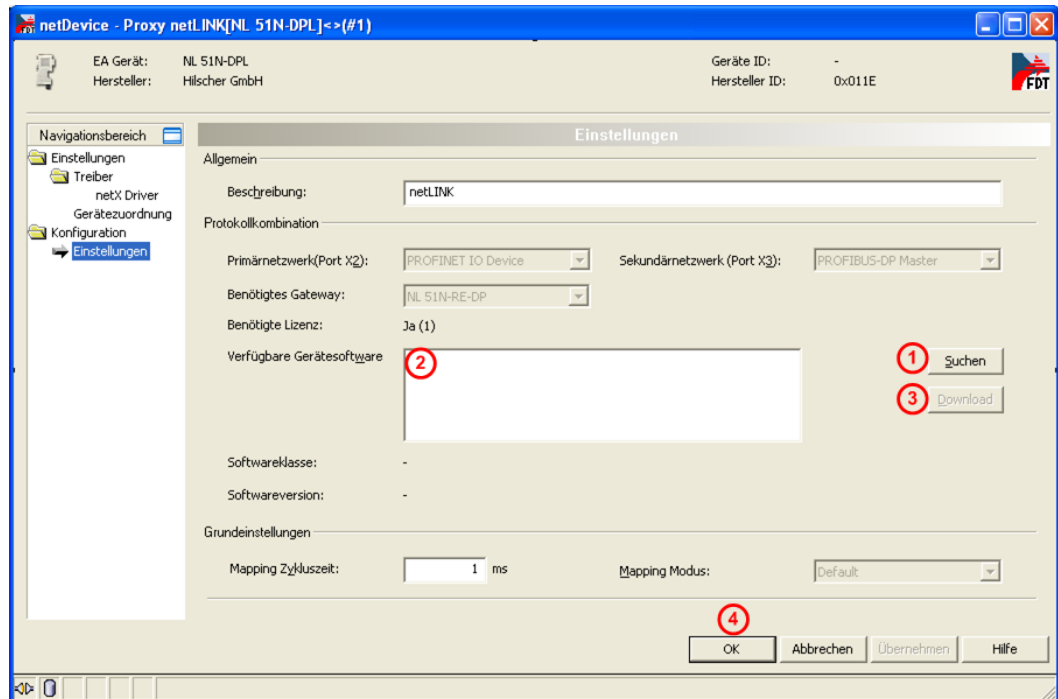 netDevice - Proxy netLINK[NL 51N-DPL]<>(#1)
EA Gerät: NL 51N-DPL Geräte ID: -
Hersteller: Hilscher GmbH Hersteller ID: 0x011E
FDT
Navigationsbereich
Einstellungen
Treiber
netX Driver
Gerätezuordnung
Konfiguration
Einstellungen
Einstellungen
Allgemein
Beschreibung: netLINK
Protokollkombination
Primärnetzwerk(Port X2): PROFINET IO Device Sekundärnetzwerk (Port X3): PROFIBUS-DP Master
Benötigtes Gateway: NL 51N-RE-DP
Benötigte Lizenz: Ja (1)
Verfügbare Gerätesoftware 2 1 Suchen
3 Download
Softwareklasse: -
Softwareversion: -
Grundeinstellungen
Mapping Zykluszeit: 1 ms Mapping Modus: Default
4
OK Abbrechen Übernehmen Hilfe